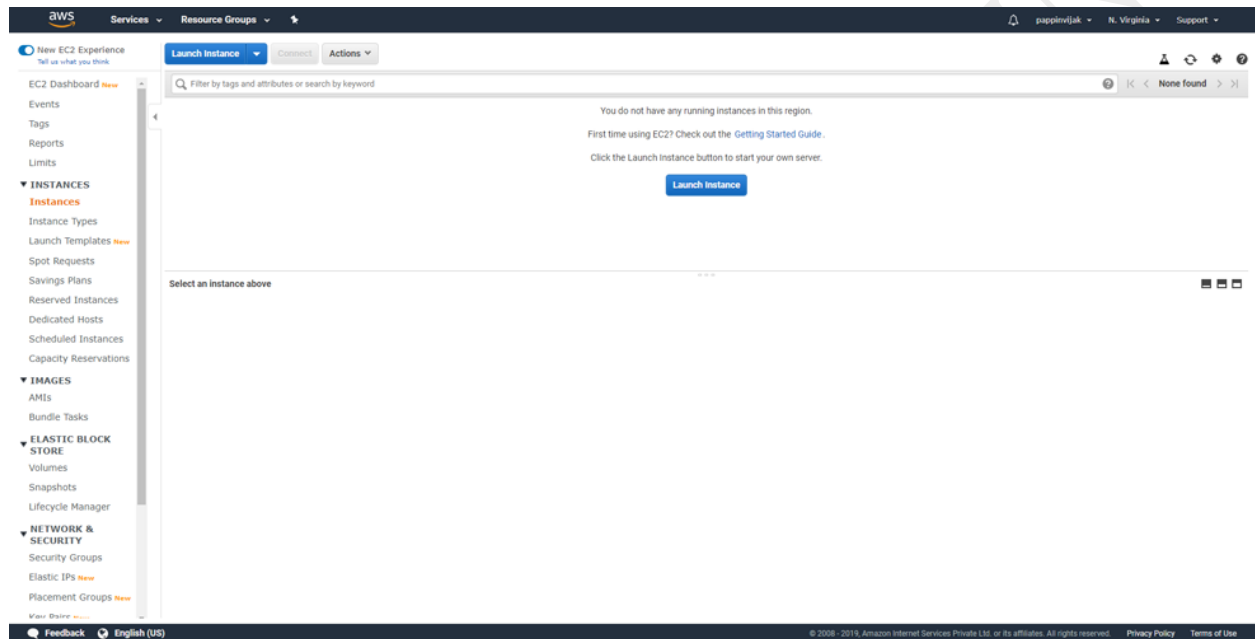 aws Services Resource Groups pappinvijak N. Virginia Support
New EC2 Experience
Tell us what you think
Launch Instance Connect Actions
EC2 Dashboard New
Filter by tags and attributes or search by keyword
None found
Events
Tags
Reports
Limits
INSTANCES
Instances
Instance Types
Launch Templates New
Spot Requests
Savings Plans
Reserved Instances
Dedicated Hosts
Scheduled Instances
Capacity Reservations
IMAGES
AMIs
Bundle Tasks
ELASTIC BLOCK
STORE
Volumes
Snapshots
Lifecycle Manager
NETWORK &
SECURITY
Security Groups
Elastic IPs New
Placement Groups New
Key Pairs New
You do not have any running instances in this region.
First time using EC2? Check out the Getting Started Guide.
Click the Launch Instance button to start your own server.
Launch Instance
Select an instance above
Feedback English (US) © 2008 - 2019, Amazon Internet Services Private Ltd. or its affiliates. All rights reserved. Privacy Policy Terms of Use